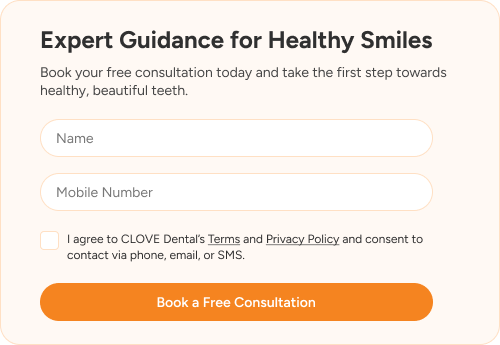 Expert Guidance for Healthy Smiles
Book your free consultation today and take the first step towards
healthy, beautiful teeth.
Name
Mobile Number
I agree to CLOVE Dental's Terms and Privacy Policy and consent to
contact via phone, email, or SMS.
Book a Free Consultation